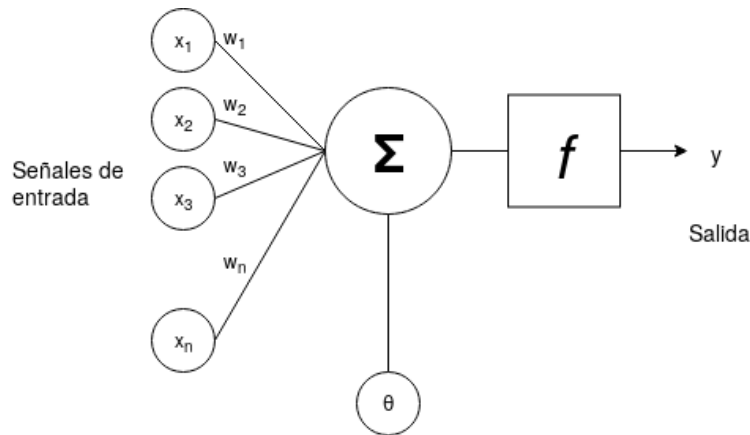 x₁
w₁
x₂
w₂
x₃
w₃
Señales de
entrada
xₙ
wₙ
Σ
θ
f
y
Salida